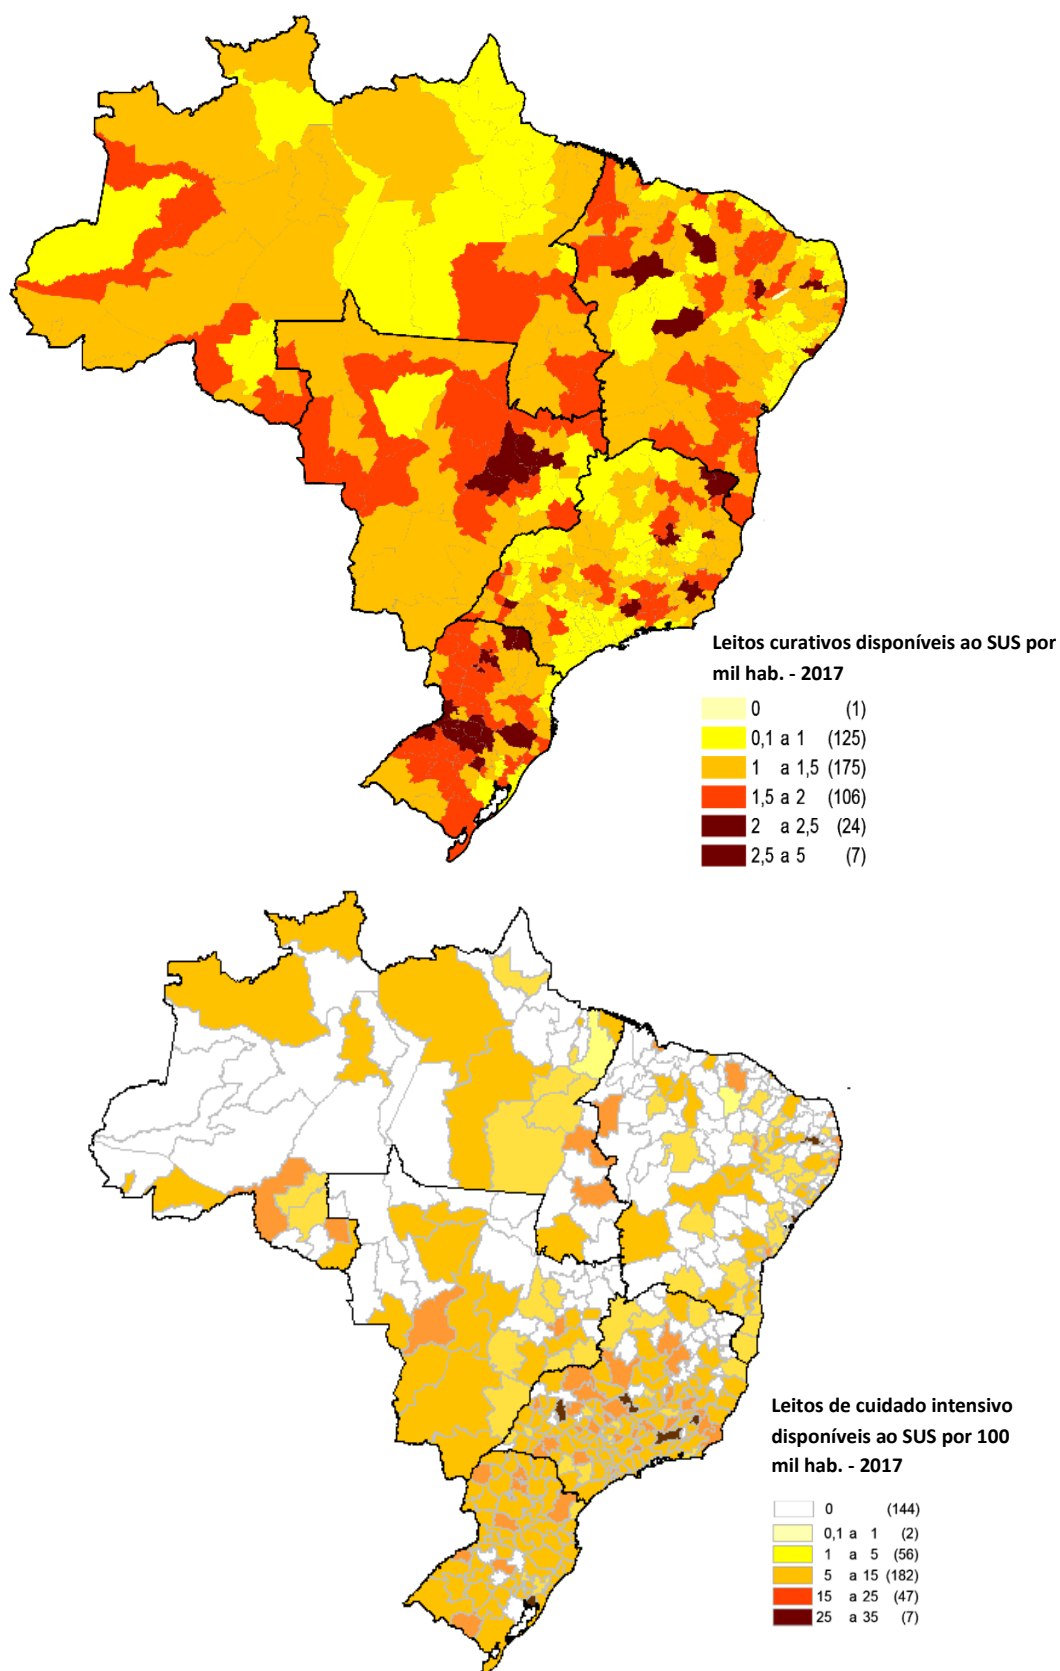 Leitos curativos disponíveis ao SUS por
mil hab. - 2017
0 (1)
0,1 a 1 (125)
1 a 1,5 (175)
1,5 a 2 (106)
2 a 2,5 (24)
2,5 a 5 (7)
Leitos de cuidado intensivo
disponíveis ao SUS por 100
mil hab. - 2017
0 (144)
0,1 a 1 (2)
1 a 5 (56)
5 a 15 (182)
15 a 25 (47)
25 a 35 (7)